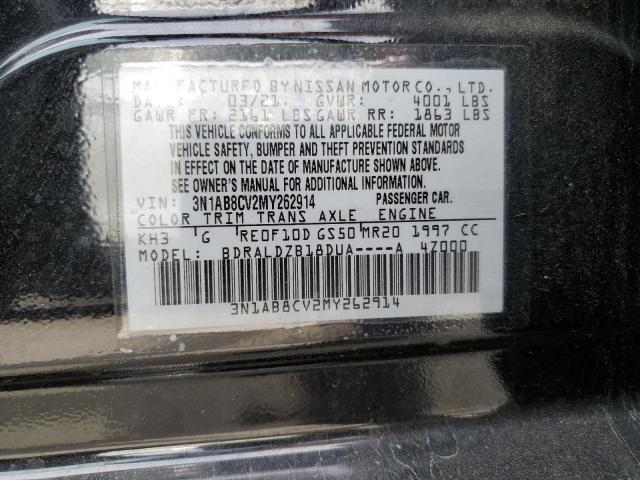 MANUFACTURED BY NISSAN MOTOR CO., LTD.
DATE: 03/21 GVWR: 4001 LBS
GAWR FR: 2161 LBS GAWR RR: 1863 LBS
THIS VEHICLE CONFORMS TO ALL APPLICABLE FEDERAL MOTOR
VEHICLE SAFETY, BUMPER AND THEFT PREVENTION STANDARDS
IN EFFECT ON THE DATE OF MANUFACTURE SHOWN ABOVE.
SEE OWNER'S MANUAL FOR ADDITIONAL INFORMATION.
VIN: 3N1AB8CV2MY262914 PASSENGER CAR.
COLOR TRIM TRANS AXLE ENGINE
KH3 G RE0F10D GS50 MR20 1997 CC
MODEL: BDRALDZB18DUA----A 47000
3N1AB8CV2MY262914